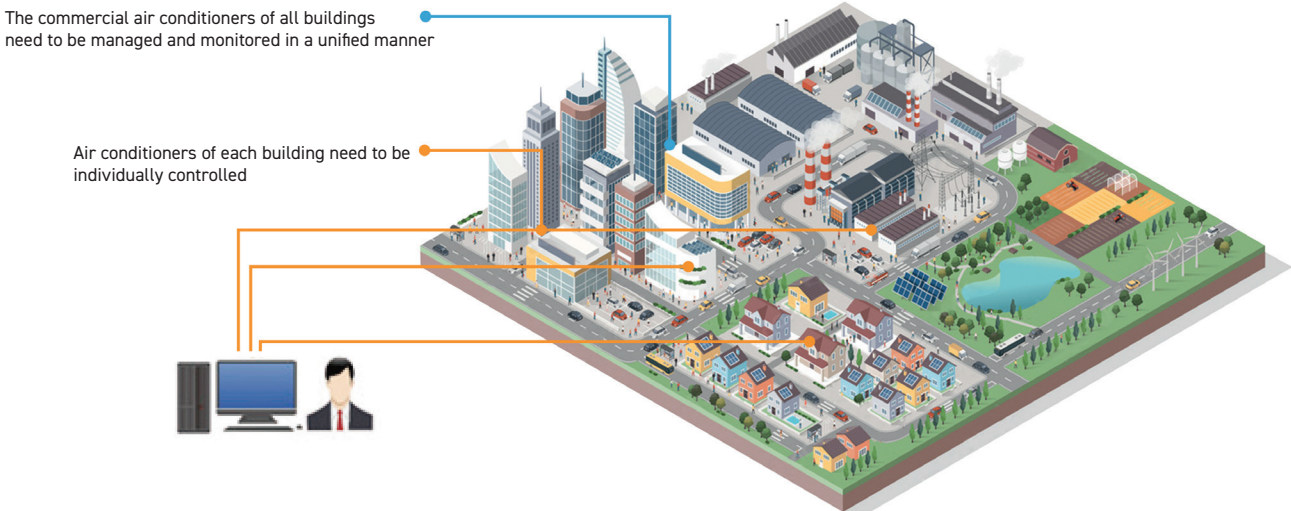 The commercial air conditioners of all buildings
need to be managed and monitored in a unified manner
Air conditioners of each building need to be
individually controlled